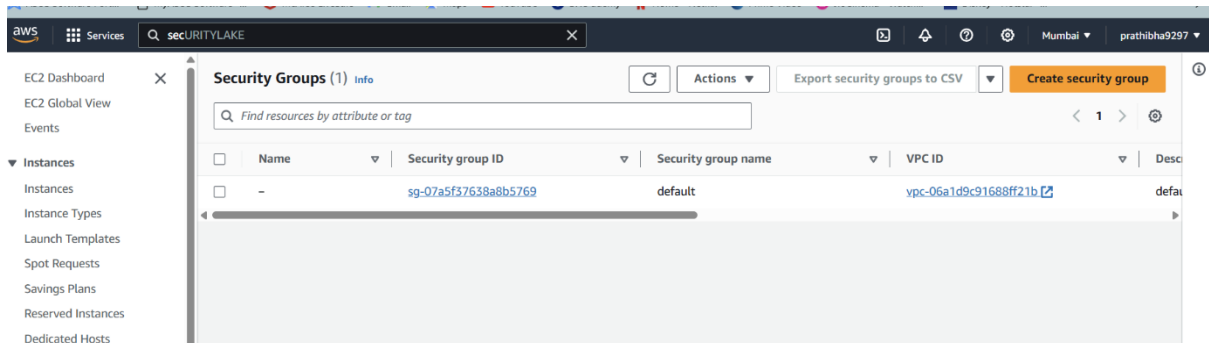 aws Services secURITYLAKE Mumbai prathibha9297
EC2 Dashboard
EC2 Global View
Events
Instances
Instances
Instance Types
Launch Templates
Spot Requests
Savings Plans
Reserved Instances
Dedicated Hosts
Security Groups (1) Info
Actions
Export security groups to CSV
Create security group
Find resources by attribute or tag
1
Name Security group ID Security group name VPC ID
– sg-07a5f37638a8b5769 default vpc-06a1d9c91688ff21b